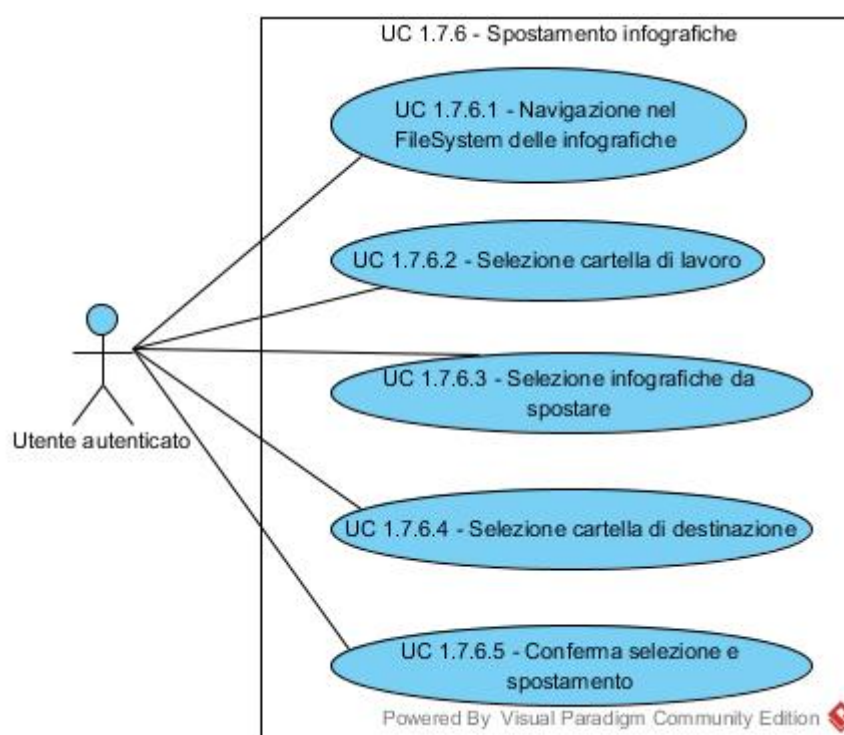 UC 1.7.6 - Spostamento infografiche
UC 1.7.6.1 - Navigazione nel
FileSystem delle infografiche
UC 1.7.6.2 - Selezione cartella di lavoro
UC 1.7.6.3 - Selezione infografiche da
spostare
Utente autenticato
UC 1.7.6.4 - Selezione cartella di destinazione
UC 1.7.6.5 - Conferma selezione e
spostamento
Powered By Visual Paradigm Community Edition